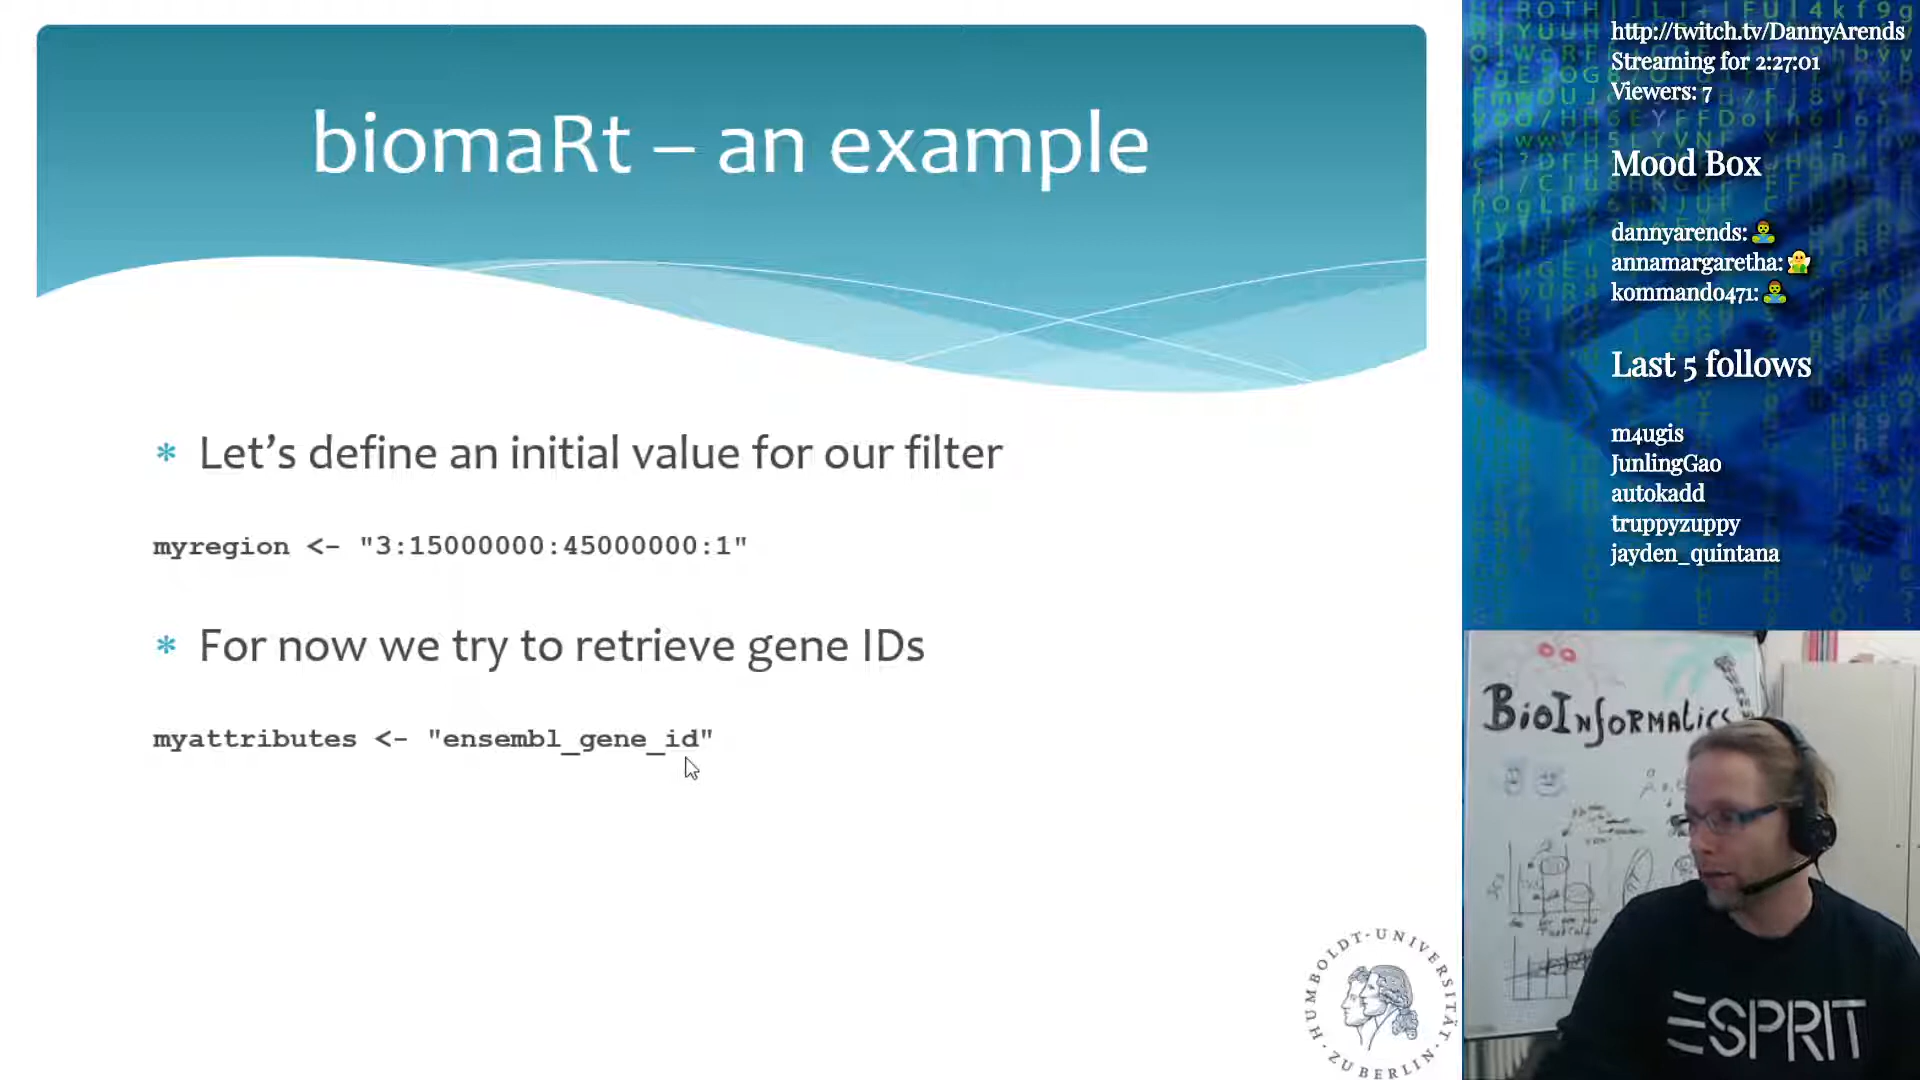 biomaRt – an example
* Let's define an initial value for our filter
myregion <- "3:15000000:45000000:1"
* For now we try to retrieve gene IDs
myattributes <- "ensembl_gene_id"
HUMBOLDT-UNIVERSITÄT
ZU BERLIN
http://twitch.tv/DannyArends
Streaming for 2:27:01
Viewers: 7
Mood Box
dannyarends: 🧟‍♂️
annamargaretha: 🧚
kommando471: 🧟‍♂️
Last 5 follows
m4ugis
JunlingGao
autokadd
truppyzuppy
jayden_quintana
BioInformatics
ESPRIT